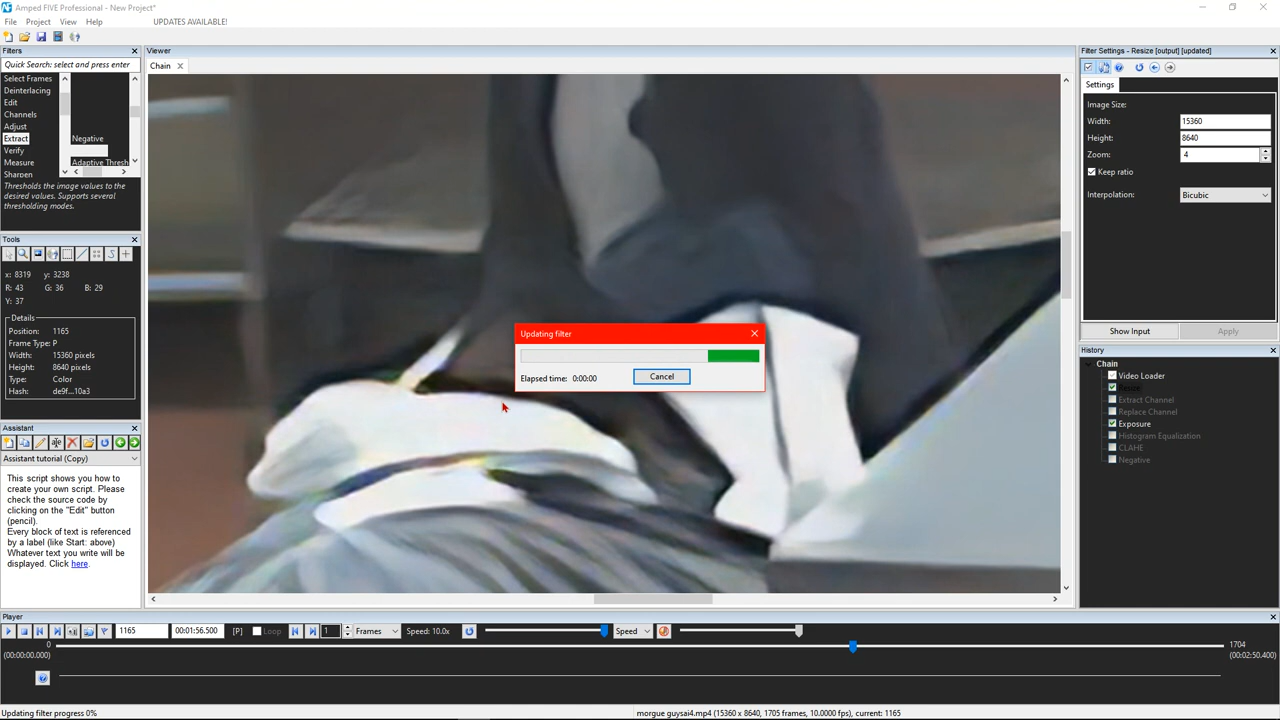 Amped FIVE Professional - New Project*
File Project View Help UPDATES AVAILABLE!
Filters
Quick Search: select and press enter
Select Frames
Deinterlacing
Edit
Channels
Adjust
Extract
Verify
Measure
Sharpen
Negative
Adaptive Thresh
Thresholds the image values to the
desired values. Supports several
thresholding modes.
Tools
x: 8319 y: 3238
R: 43 G: 36 B: 29
Y: 37
Details
Position: 1165
Frame Type: P
Width: 15360 pixels
Height: 8640 pixels
Type: Color
Hash: de9f...10a3
Assistant
Assistant tutorial (Copy)
This script shows you how to
create your own script. Please
check the source code by
clicking on the "Edit" button
(pencil).
Every block of text is referenced
by a label (like Start: above)
Whatever text you write will be
displayed. Click here.
Viewer
Chain
Updating filter
Elapsed time: 0:00:00
Cancel
Filter Settings - Resize [output] [updated]
Settings
Image Size:
Width: 15360
Height: 8640
Zoom: 4
Keep ratio
Interpolation: Bicubic
Show Input Apply
History
Chain
Video Loader
Resize
Extract Channel
Replace Channel
Exposure
Histogram Equalization
CLAHE
Negative
Player
1165 00:01:56.500 [P] Loop 1 Frames Speed: 10.0x Speed
0 1704
(00:00:00.000) (00:02:50.400)
Updating filter progress 0% morgue guysai4.mp4 (15360 x 8640, 1705 frames, 10.0000 fps), current: 1165